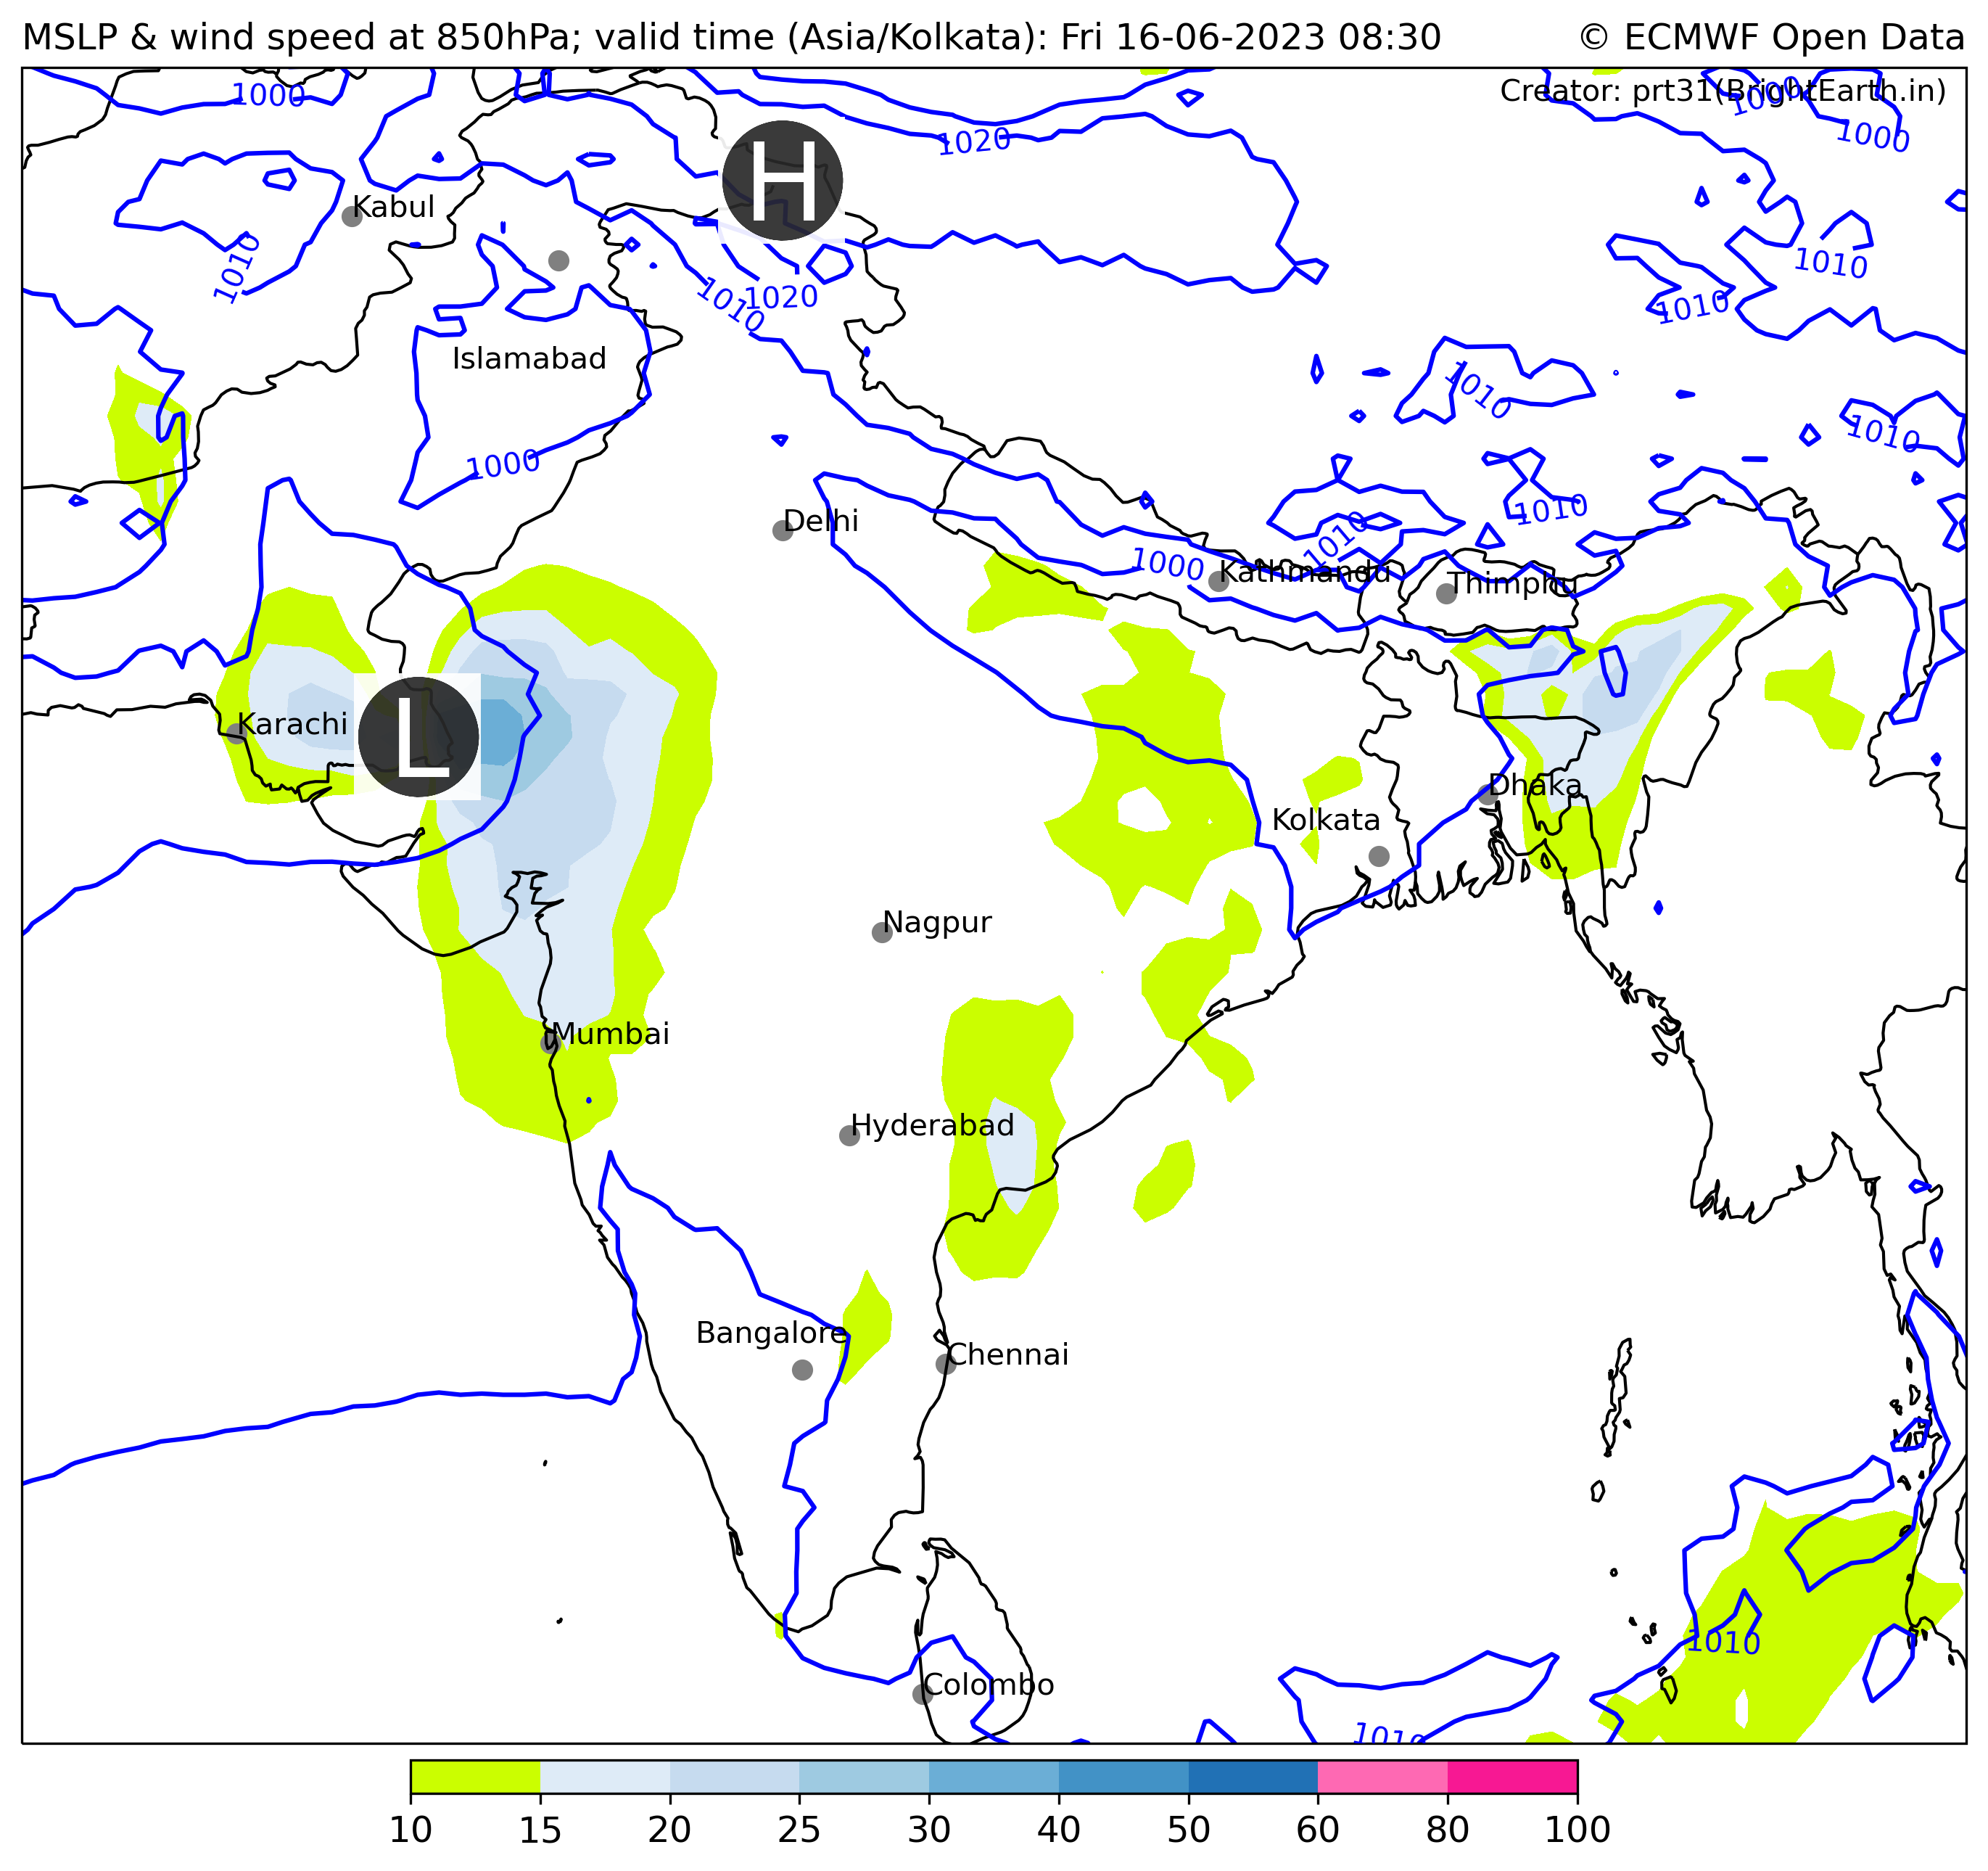 MSLP & wind speed at 850hPa; valid time (Asia/Kolkata): Fri 16-06-2023 08:30 © ECMWF Open Data
Creator: prt31(BrightEarth.in)
1000
1000
1000
1020
H
Kabul
1010
1010
1020
1010
1010
Islamabad
1010
1010
1000
Delhi
1010
1010
1000
Kathmandu
Thimphu
Karachi
L
Dhaka
Kolkata
Nagpur
Mumbai
Hyderabad
Bangalore
Chennai
1010
Colombo
1010
10 15 20 25 30 40 50 60 80 100